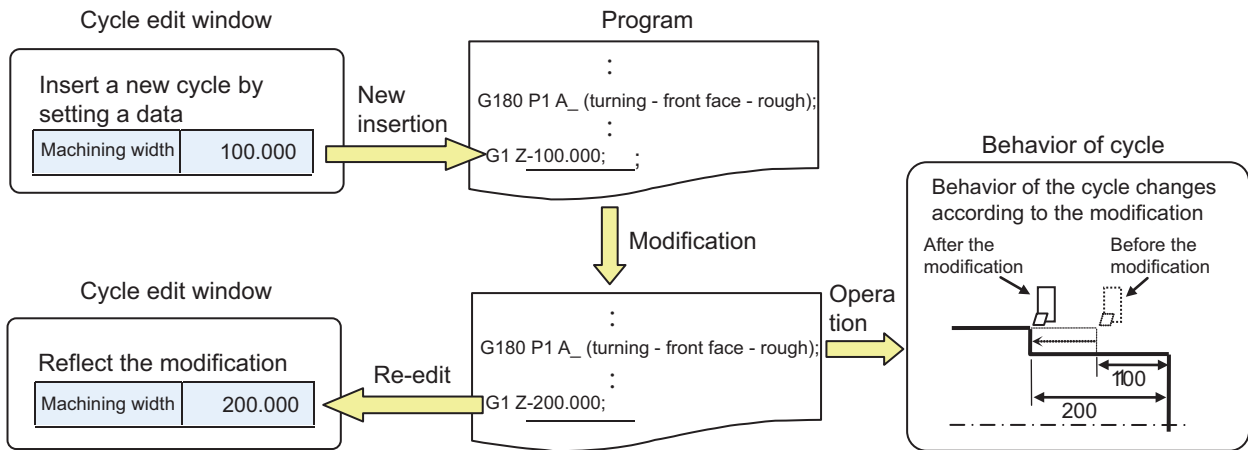 Cycle edit window
Insert a new cycle by
setting a data
Machining width 100.000
New
insertion
Program
:
G180 P1 A_ (turning - front face - rough);
:
G1 Z-100.000; ;
Modification
Cycle edit window
Reflect the modification
Machining width 200.000
Re-edit
:
G180 P1 A_ (turning - front face - rough);
:
G1 Z-200.000;
Opera
tion
Behavior of cycle
Behavior of the cycle changes
according to the modification
After the
modification
Before the
modification
100
200